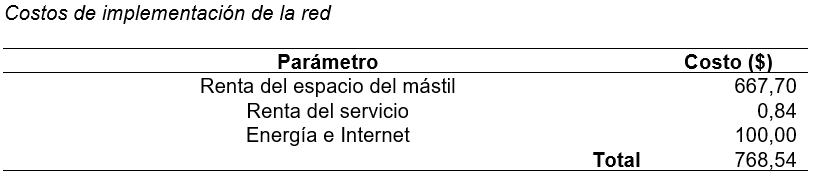 Costos de implementación de la red
Parámetro Costo ($)
Renta del espacio del mástil 667,70
Renta del servicio 0,84
Energía e Internet 100,00
Total 768,54